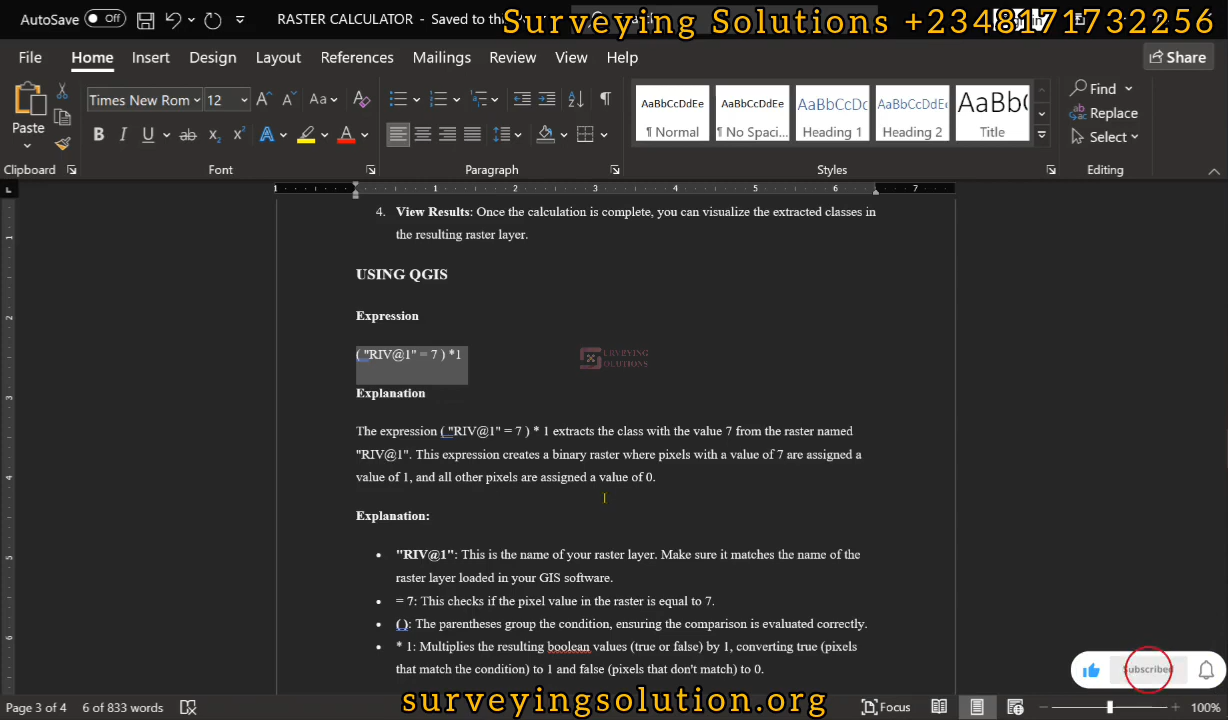 AutoSave Off RASTER CALCULATOR - Saved to th
Surveying Solutions +2348171732256
File Home Insert Design Layout References Mailings Review View Help Share
Times New Rom 12 Aa
AaBbCcDdEe AaBbCcDdEe AaBbCcDc AaBbCcDdE AaBb(
Paste
¶ Normal ¶ No Spaci... Heading 1 Heading 2 Title
Find
Replace
Select
Clipboard Font Paragraph Styles Editing
1 1 2 3 4 5 6 7
4. View Results: Once the calculation is complete, you can visualize the extracted classes in
the resulting raster layer.
USING QGIS
Expression
( "RIV@1" = 7 ) *1
SURVEYING
SOLUTIONS
Explanation
The expression ( "RIV@1" = 7 ) * 1 extracts the class with the value 7 from the raster named
"RIV@1". This expression creates a binary raster where pixels with a value of 7 are assigned a
value of 1, and all other pixels are assigned a value of 0.
Explanation:
• "RIV@1": This is the name of your raster layer. Make sure it matches the name of the
raster layer loaded in your GIS software.
• = 7: This checks if the pixel value in the raster is equal to 7.
• ( ): The parentheses group the condition, ensuring the comparison is evaluated correctly.
• * 1: Multiplies the resulting boolean values (true or false) by 1, converting true (pixels
that match the condition) to 1 and false (pixels that don't match) to 0.
Subscribed
surveyingsolution.org
Page 3 of 4 6 of 833 words Focus 100%